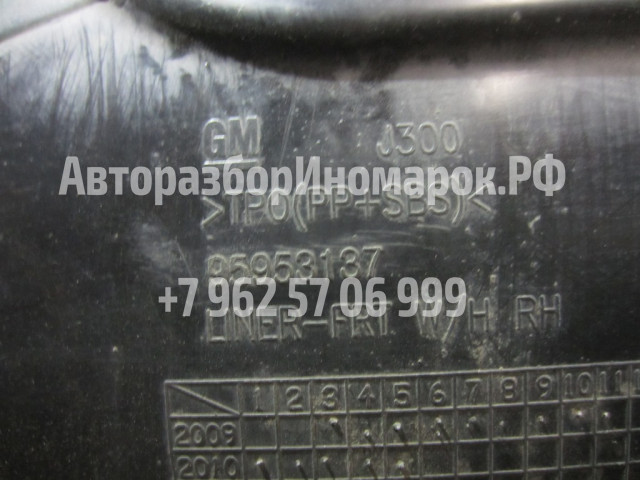 GM J300
АвторазборИномарок.РФ
>TPO(PP+SBS)<
95953137
+7 962 57 06 999
LINER-FRT W/H RH
1 2 3 4 5 6 7 8 9 10 11
2009
2010